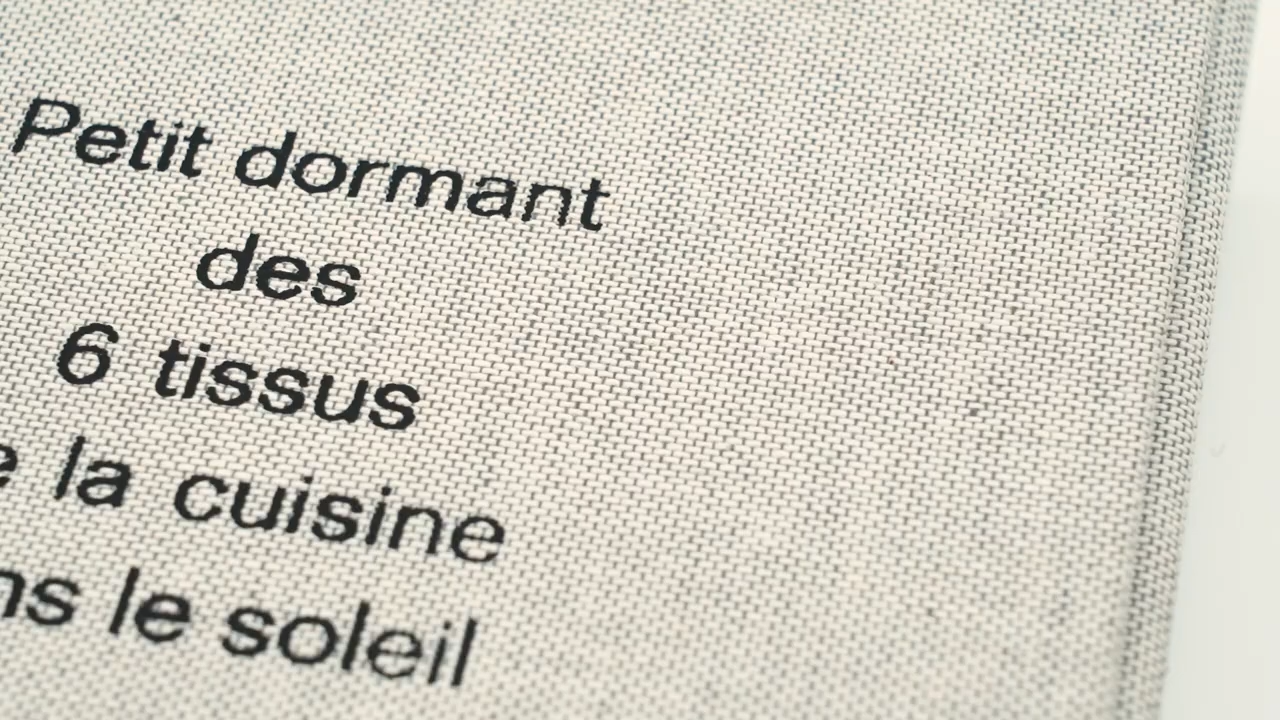 Petit dormant
des
6 tissus
la cuisine
le soleil